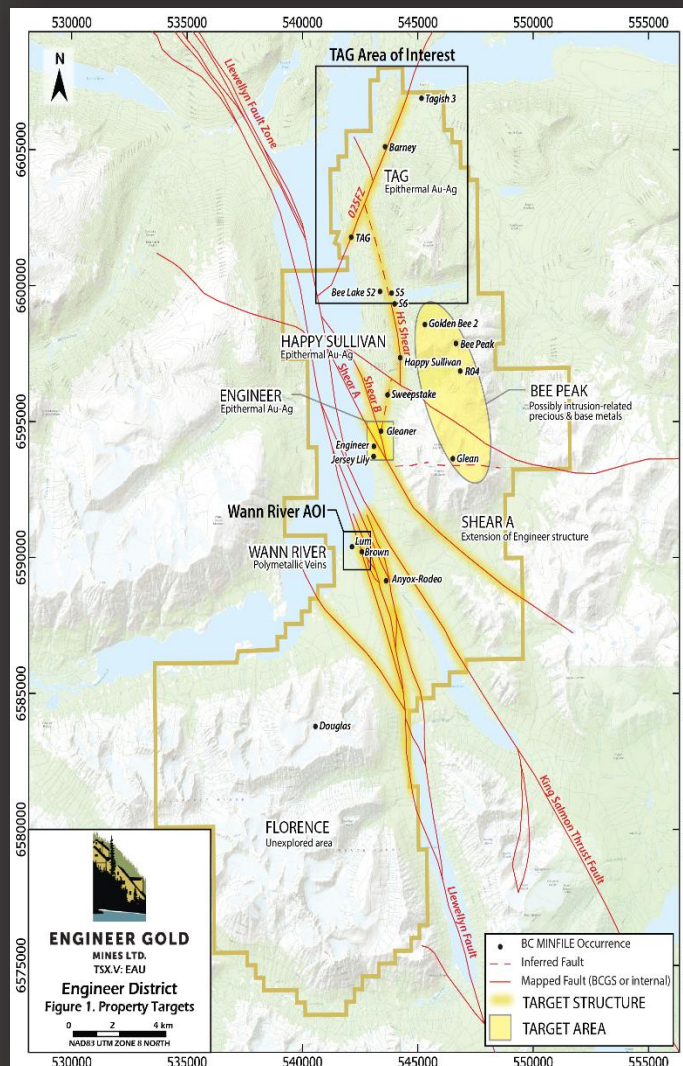 530000 535000 540000 545000 550000 555000
TAG Area of Interest
N
Llewellyn Fault Zone
Tagish 3
6605000
6605000
Barney
TAG
Epithermal Au-Ag
025FZ
TAG
6600000
6600000
Bee Lake S2
S5
S6
HS Shear
Golden Bee 2
HAPPY SULLIVAN
Epithermal Au-Ag
Bee Peak
Happy Sullivan
R04
Shear A
Shear B
BEE PEAK
Possibly intrusion-related
precious & base metals
ENGINEER
Epithermal Au-Ag
Sweepstake
6595000
6595000
Gleaner
Engineer
Jersey Lily
Glean
Wann River AOI
SHEAR A
Extension of Engineer structure
Lum
6590000
6590000
WANN RIVER
Polymetallic Veins
Brown
Anyox-Rodeo
6585000
6585000
Douglas
King Salmon Thrust Fault
6580000
6580000
FLORENCE
Unexplored area
Llewellyn Fault
ENGINEER GOLD
MINES LTD.
TSX.V: EAU
Engineer District
Figure 1. Property Targets
0 2 4 km
NAD83 UTM ZONE 8 NORTH
6575000
6575000
BC MINFILE Occurrence
Inferred Fault
Mapped Fault (BCGS or internal)
TARGET STRUCTURE
TARGET AREA
530000 535000 540000 545000 550000 555000